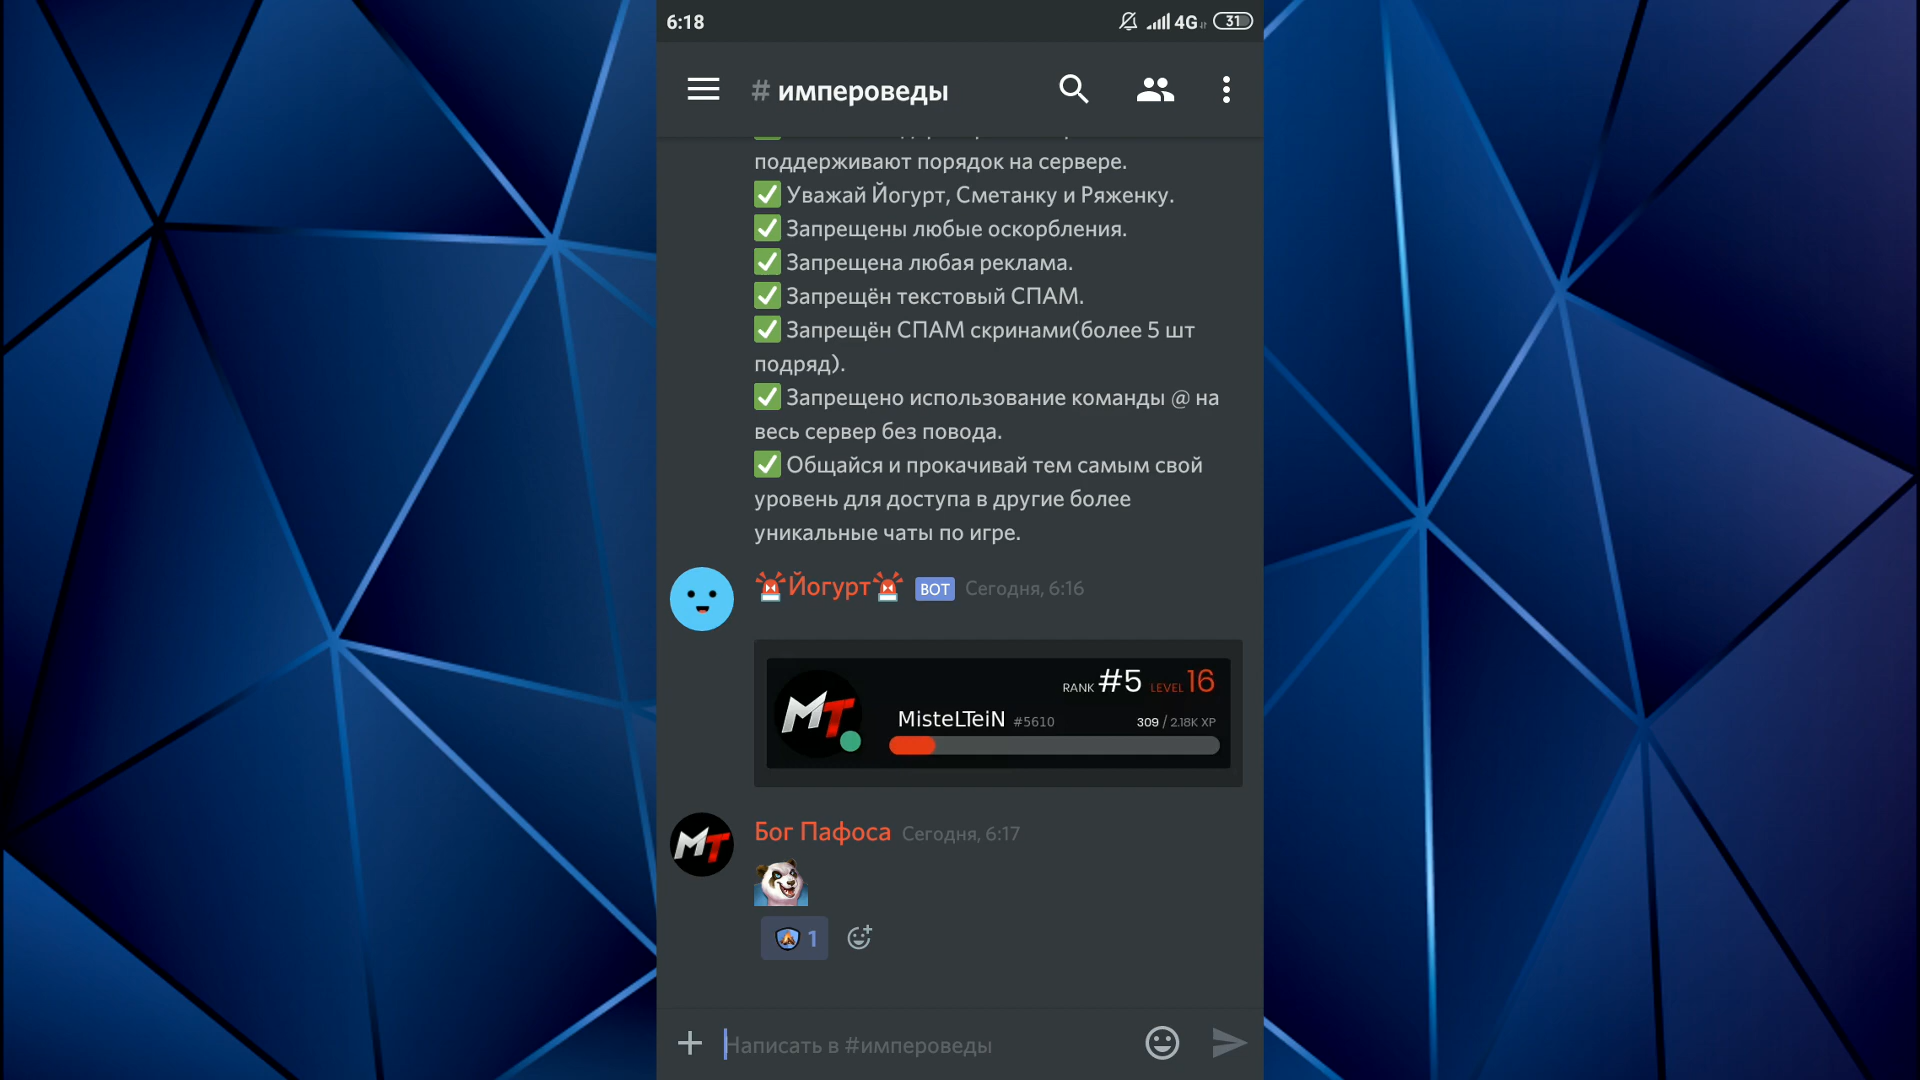 6:18
4G
31
# импероведы
поддерживают порядок на сервере.
✅ Уважай Йогурт, Сметанку и Ряженку.
✅ Запрещены любые оскорбления.
✅ Запрещена любая реклама.
✅ Запрещён текстовый СПАМ.
✅ Запрещён СПАМ скринами(более 5 шт
подряд).
✅ Запрещено использование команды @ на
весь сервер без повода.
✅ Общайся и прокачивай тем самым свой
уровень для доступа в другие более
уникальные чаты по игре.
🚨Йогурт🚨 BOT Сегодня, 6:16
RANK #5 LEVEL 16
MT
MisteLTeiN #5610 309 / 2.18K XP
Бог Пафоса Сегодня, 6:17
MT
1
Написать в #импероведы